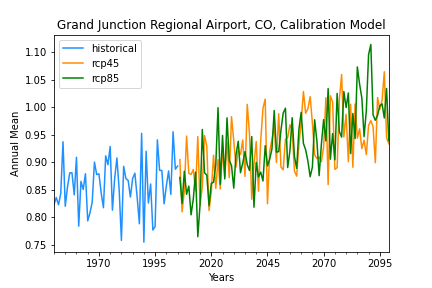 Grand Junction Regional Airport, CO, Calibration Model
historical
rcp45
rcp85
Annual Mean
1.10
1.05
1.00
0.95
0.90
0.85
0.80
0.75
1970 1995 2020 2045 2070 2095
Years